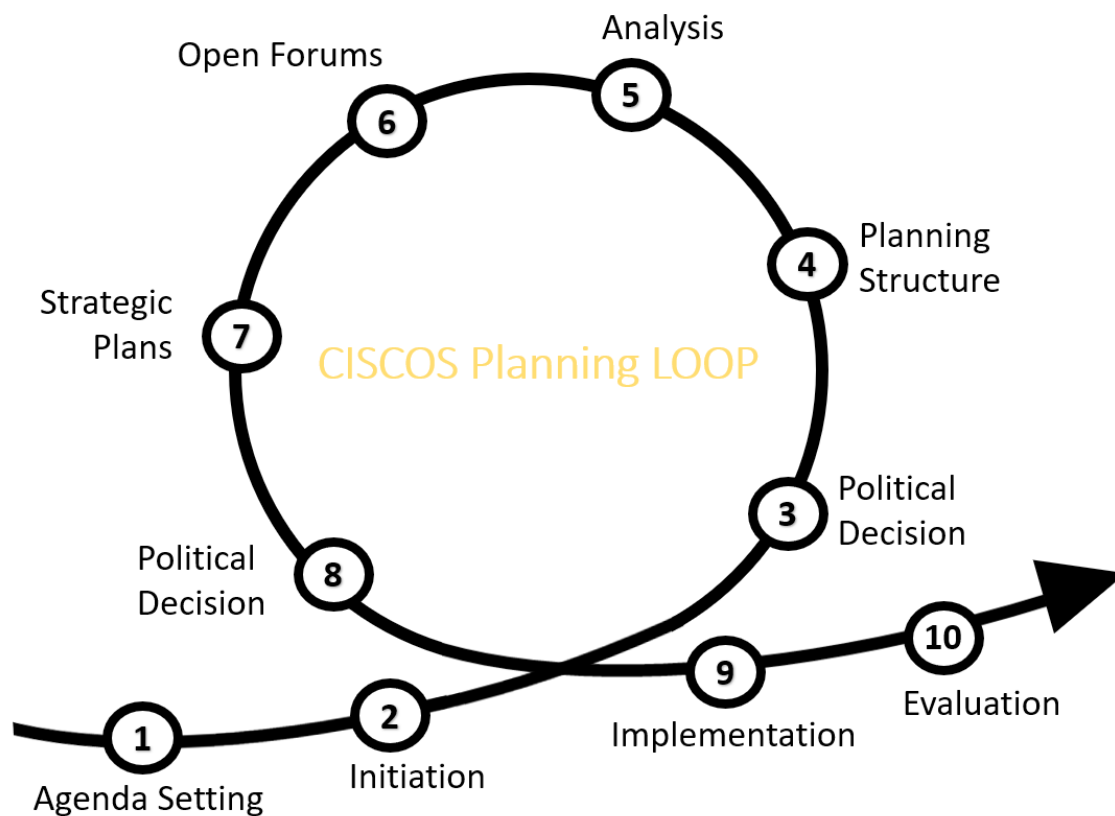 Analysis
5
Open Forums
6
Planning
Structure
4
Strategic
Plans
7
CISCOS Planning LOOP
Political
Decision
3
Political
Decision
8
1
Agenda Setting
2
Initiation
9
Implementation
10
Evaluation